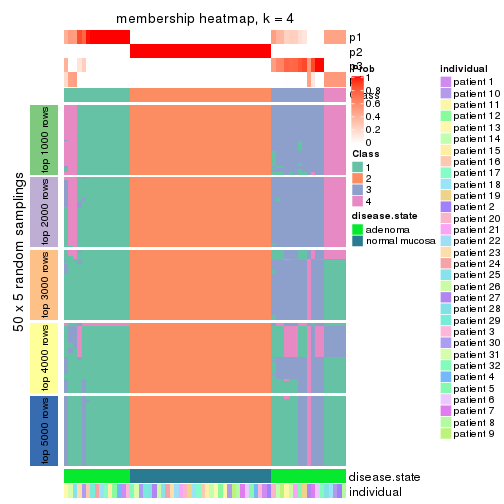 membership heatmap, k = 4
p1
p2
p3
Prob
1
0.8
0.6
0.4
0.2
0
Class
Class
1
2
3
4
disease.state
adenoma
normal mucosa
50 x 5 random samplings
top 1000 rows
top 2000 rows
top 3000 rows
top 4000 rows
top 5000 rows
disease.state
individual
individual
patient 1
patient 10
patient 11
patient 12
patient 13
patient 14
patient 15
patient 16
patient 17
patient 18
patient 19
patient 2
patient 20
patient 21
patient 22
patient 23
patient 24
patient 25
patient 26
patient 27
patient 28
patient 29
patient 3
patient 30
patient 31
patient 32
patient 4
patient 5
patient 6
patient 7
patient 8
patient 9